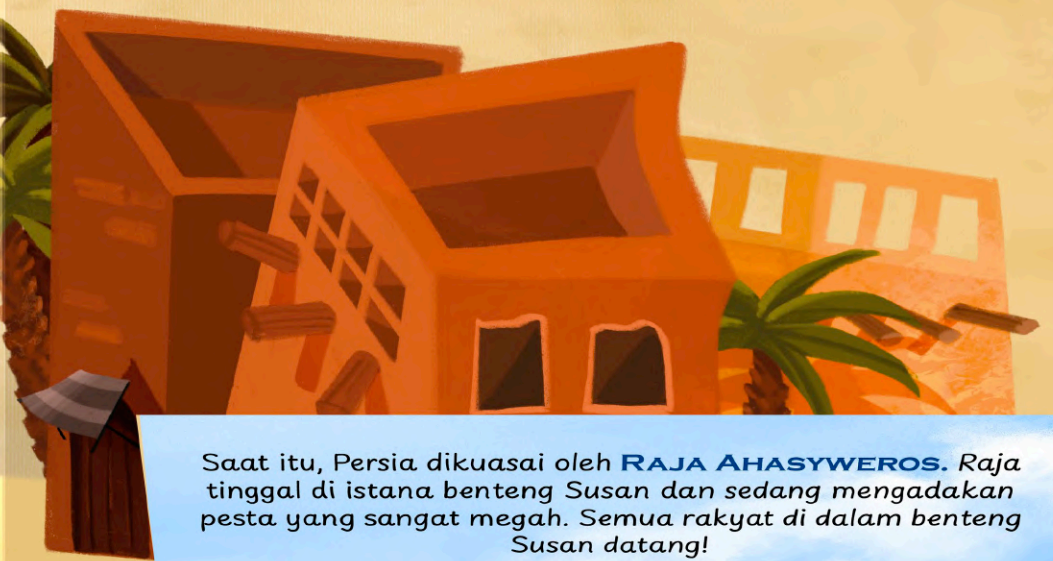 Saat itu, Persia dikuasai oleh RAJA AHASYWEROS. Raja
tinggal di istana benteng Susan dan sedang mengadakan
pesta yang sangat megah. Semua rakyat di dalam benteng
Susan datang!